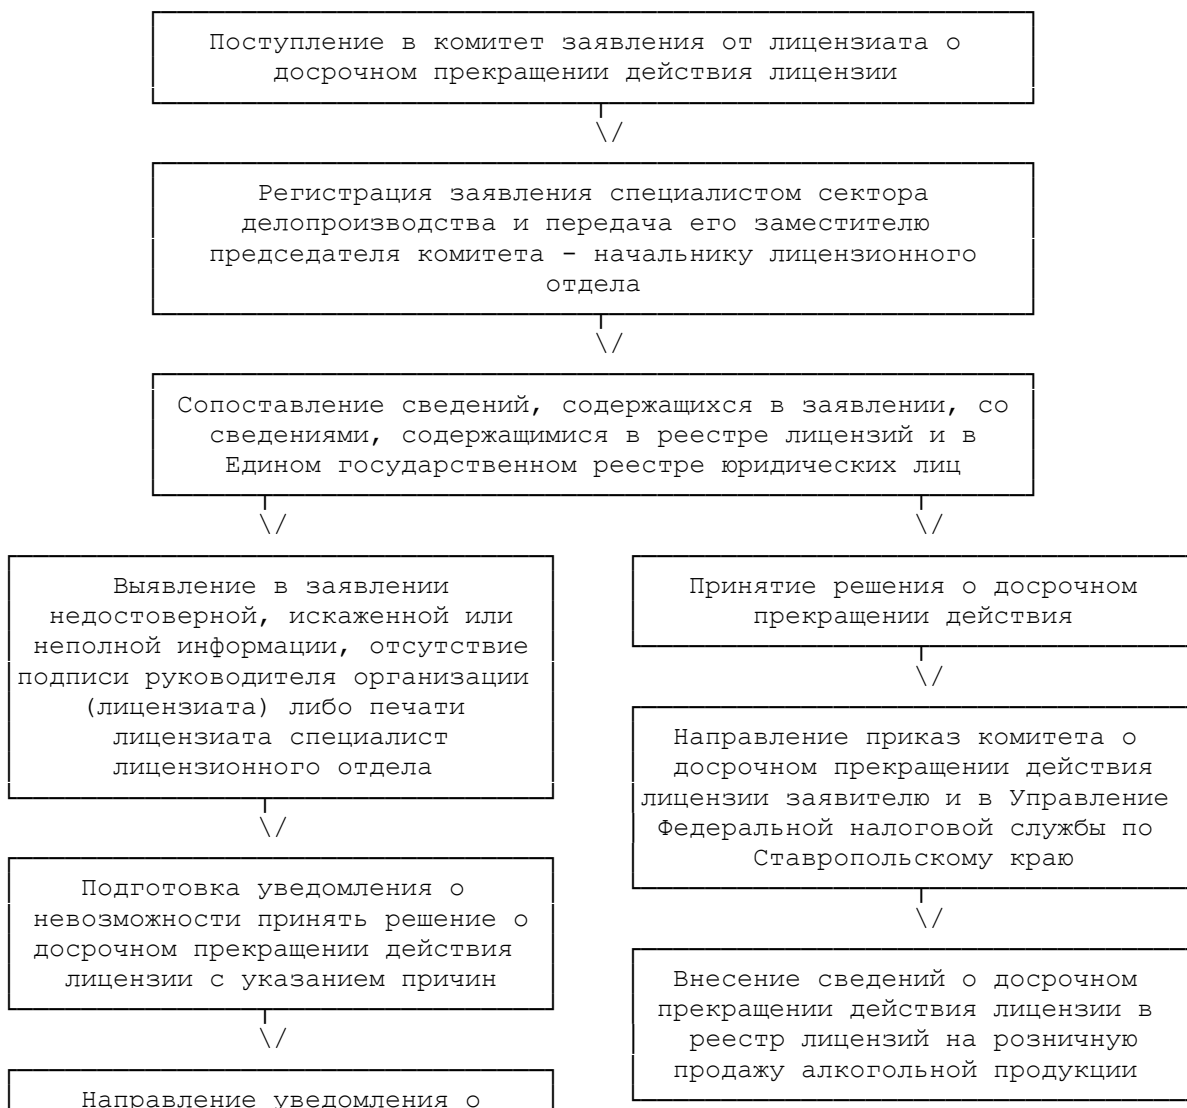 Поступление в комитет заявления от лицензиата о
досрочном прекращении действия лицензии
\/
Регистрация заявления специалистом сектора
делопроизводства и передача его заместителю
председателя комитета - начальнику лицензионного
отдела
\/
Сопоставление сведений, содержащихся в заявлении, со
сведениями, содержащимися в реестре лицензий и в
Едином государственном реестре юридических лиц
\/
\/
Выявление в заявлении
недостоверной, искаженной или
неполной информации, отсутствие
подписи руководителя организации
(лицензиата) либо печати
лицензиата специалист
лицензионного отдела
\/
Подготовка уведомления о
невозможности принять решение о
досрочном прекращении действия
лицензии с указанием причин
\/
Направление уведомления о
Принятие решения о досрочном
прекращении действия
\/
Направление приказ комитета о
досрочном прекращении действия
лицензии заявителю и в Управление
Федеральной налоговой службы по
Ставропольскому краю
\/
Внесение сведений о досрочном
прекращении действия лицензии в
реестр лицензий на розничную
продажу алкогольной продукции